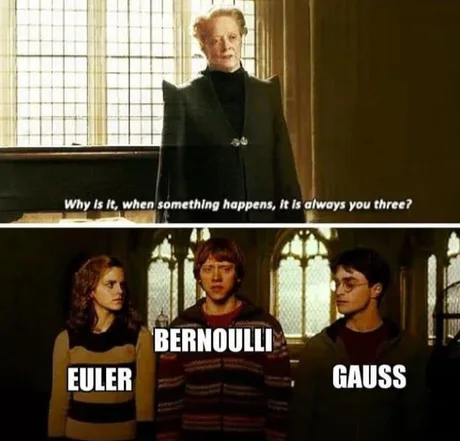 Why is it, when something happens, it is always you three?
BERNOULLI
EULER
GAUSS